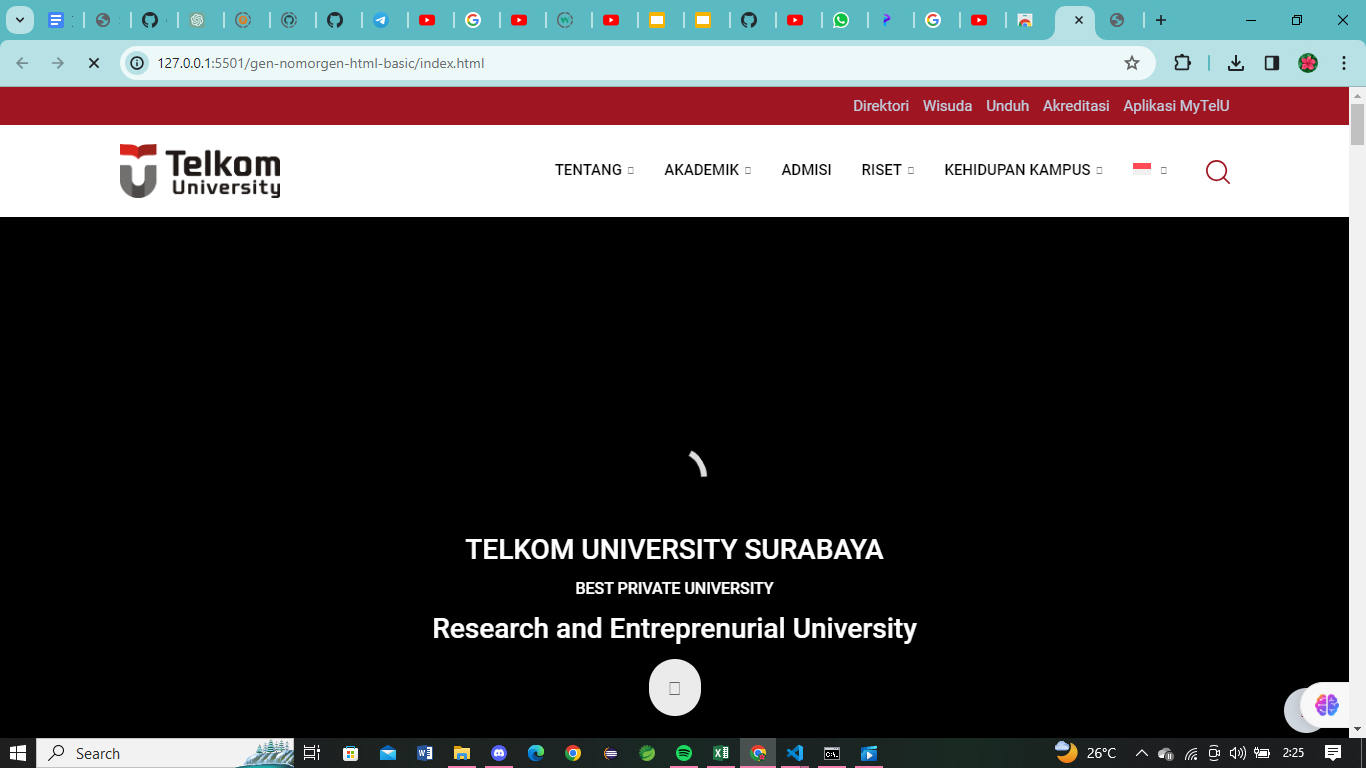 127.0.0.1:5501/gen-nomorgen-html-basic/index.html
Direktori Wisuda Unduh Akreditasi Aplikasi MyTelU
Telkom
University
TENTANG AKADEMIK ADMISI RISET KEHIDUPAN KAMPUS
TELKOM UNIVERSITY SURABAYA
BEST PRIVATE UNIVERSITY
Research and Entreprenurial University
Search
26°C
2:25